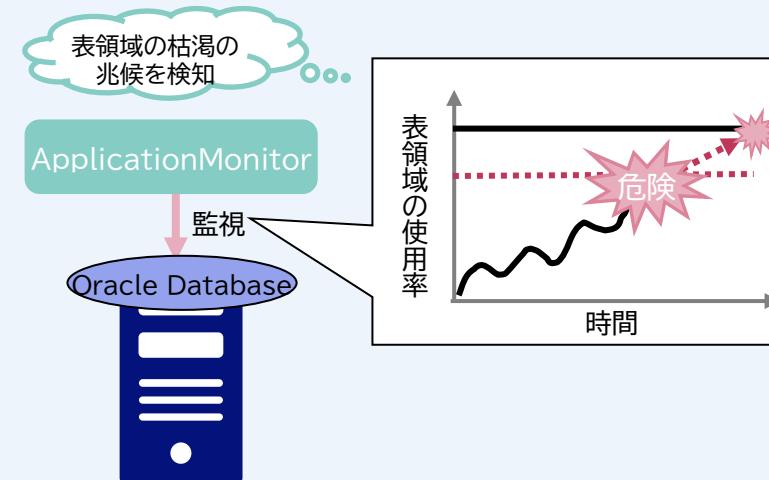 表領域の枯渇の
兆候を検知
ApplicationMonitor
監視
Oracle Database
表領域の使用率
危険
時間